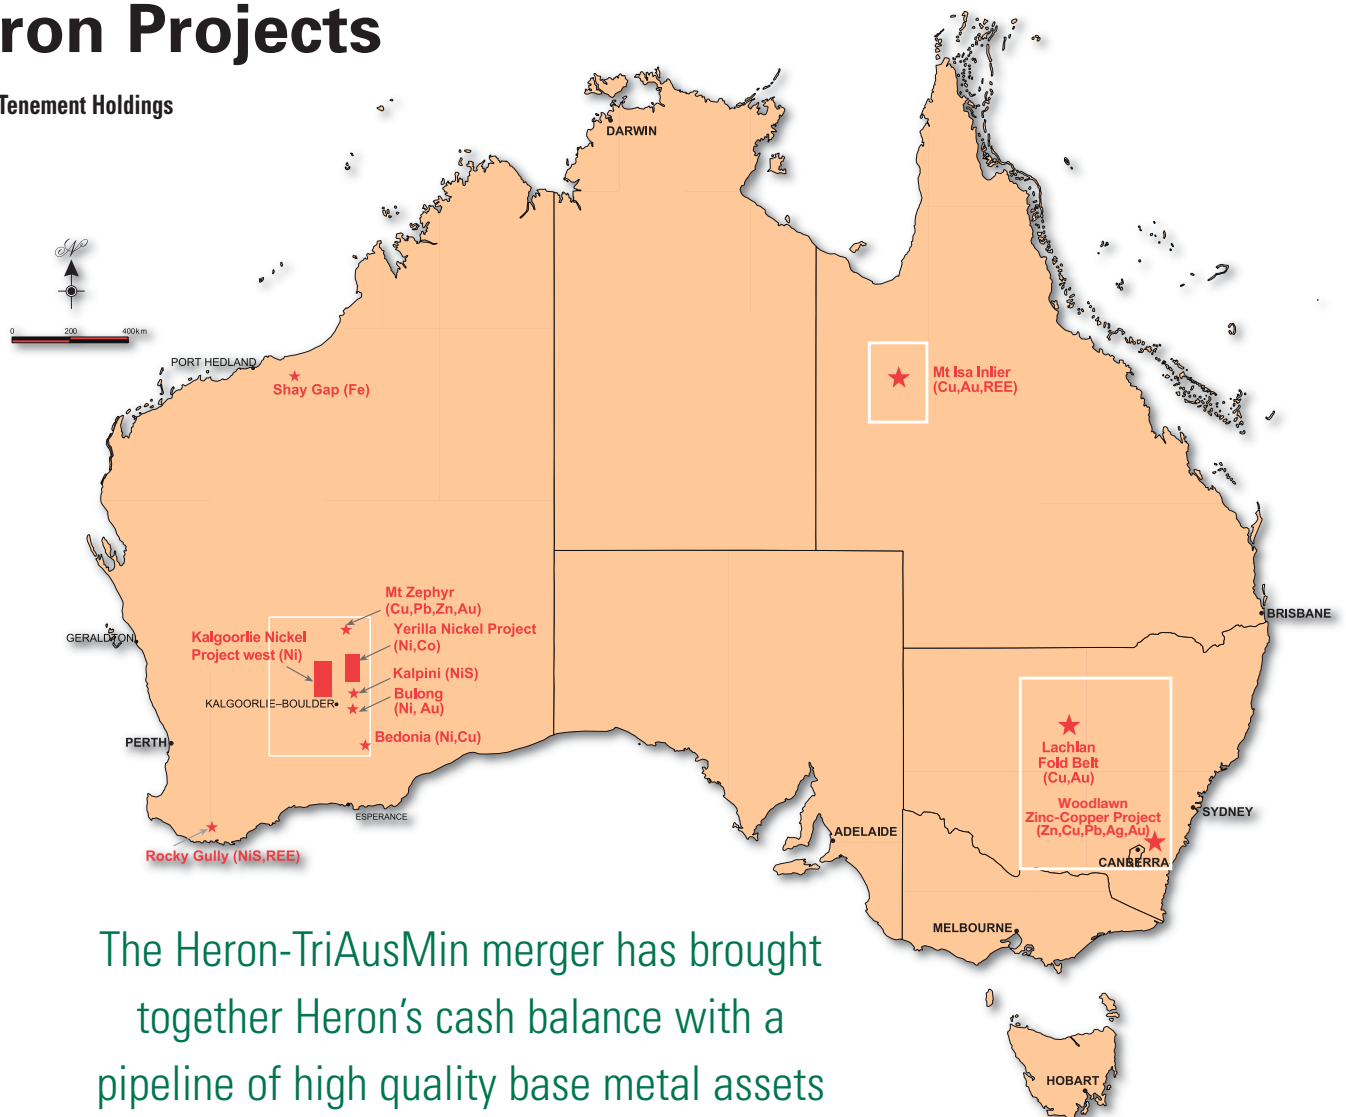 ron Projects
Tenement Holdings
DARWIN
N
0 200 400km
PORT HEDLAND
Shay Gap (Fe)
Mt Isa Inlier
(Cu,Au,REE)
Mt Zephyr
(Cu,Pb,Zn,Au)
Yerilla Nickel Project
(Ni,Co)
Kalgoorlie Nickel
Project west (Ni)
Kalpini (NiS)
Bulong
(Ni, Au)
KALGOORLIE–BOULDER
Bedonia (Ni,Cu)
GERALDTON
PERTH
ESPERANCE
Rocky Gully (NiS,REE)
BRISBANE
Lachlan
Fold Belt
(Cu,Au)
Woodlawn
Zinc-Copper Project
(Zn,Cu,Pb,Ag,Au)
SYDNEY
CANBERRA
ADELAIDE
MELBOURNE
HOBART
The Heron-TriAusMin merger has brought
together Heron’s cash balance with a
pipeline of high quality base metal assets